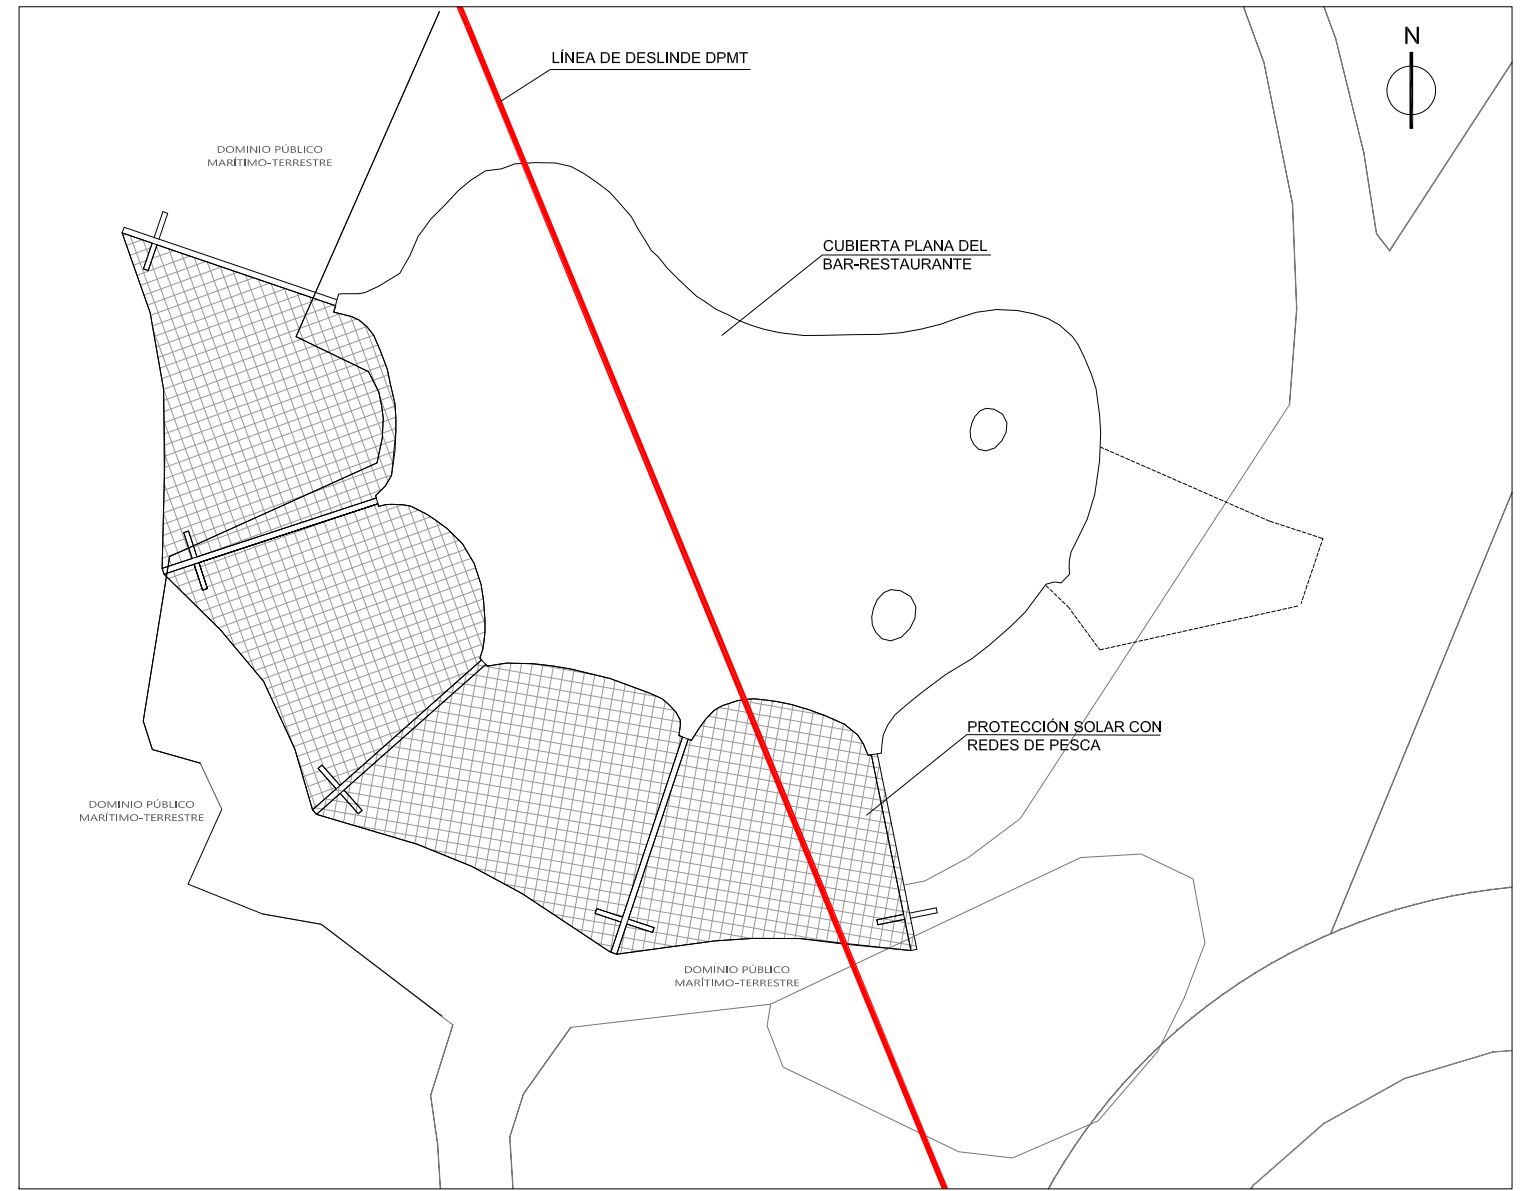 N
LÍNEA DE DESLINDE DPMT
DOMINIO PÚBLICO
MARÍTIMO-TERRESTRE
CUBIERTA PLANA DEL
BAR-RESTAURANTE
PROTECCIÓN SOLAR CON
REDES DE PESCA
DOMINIO PÚBLICO
MARÍTIMO-TERRESTRE
DOMINIO PÚBLICO
MARÍTIMO-TERRESTRE